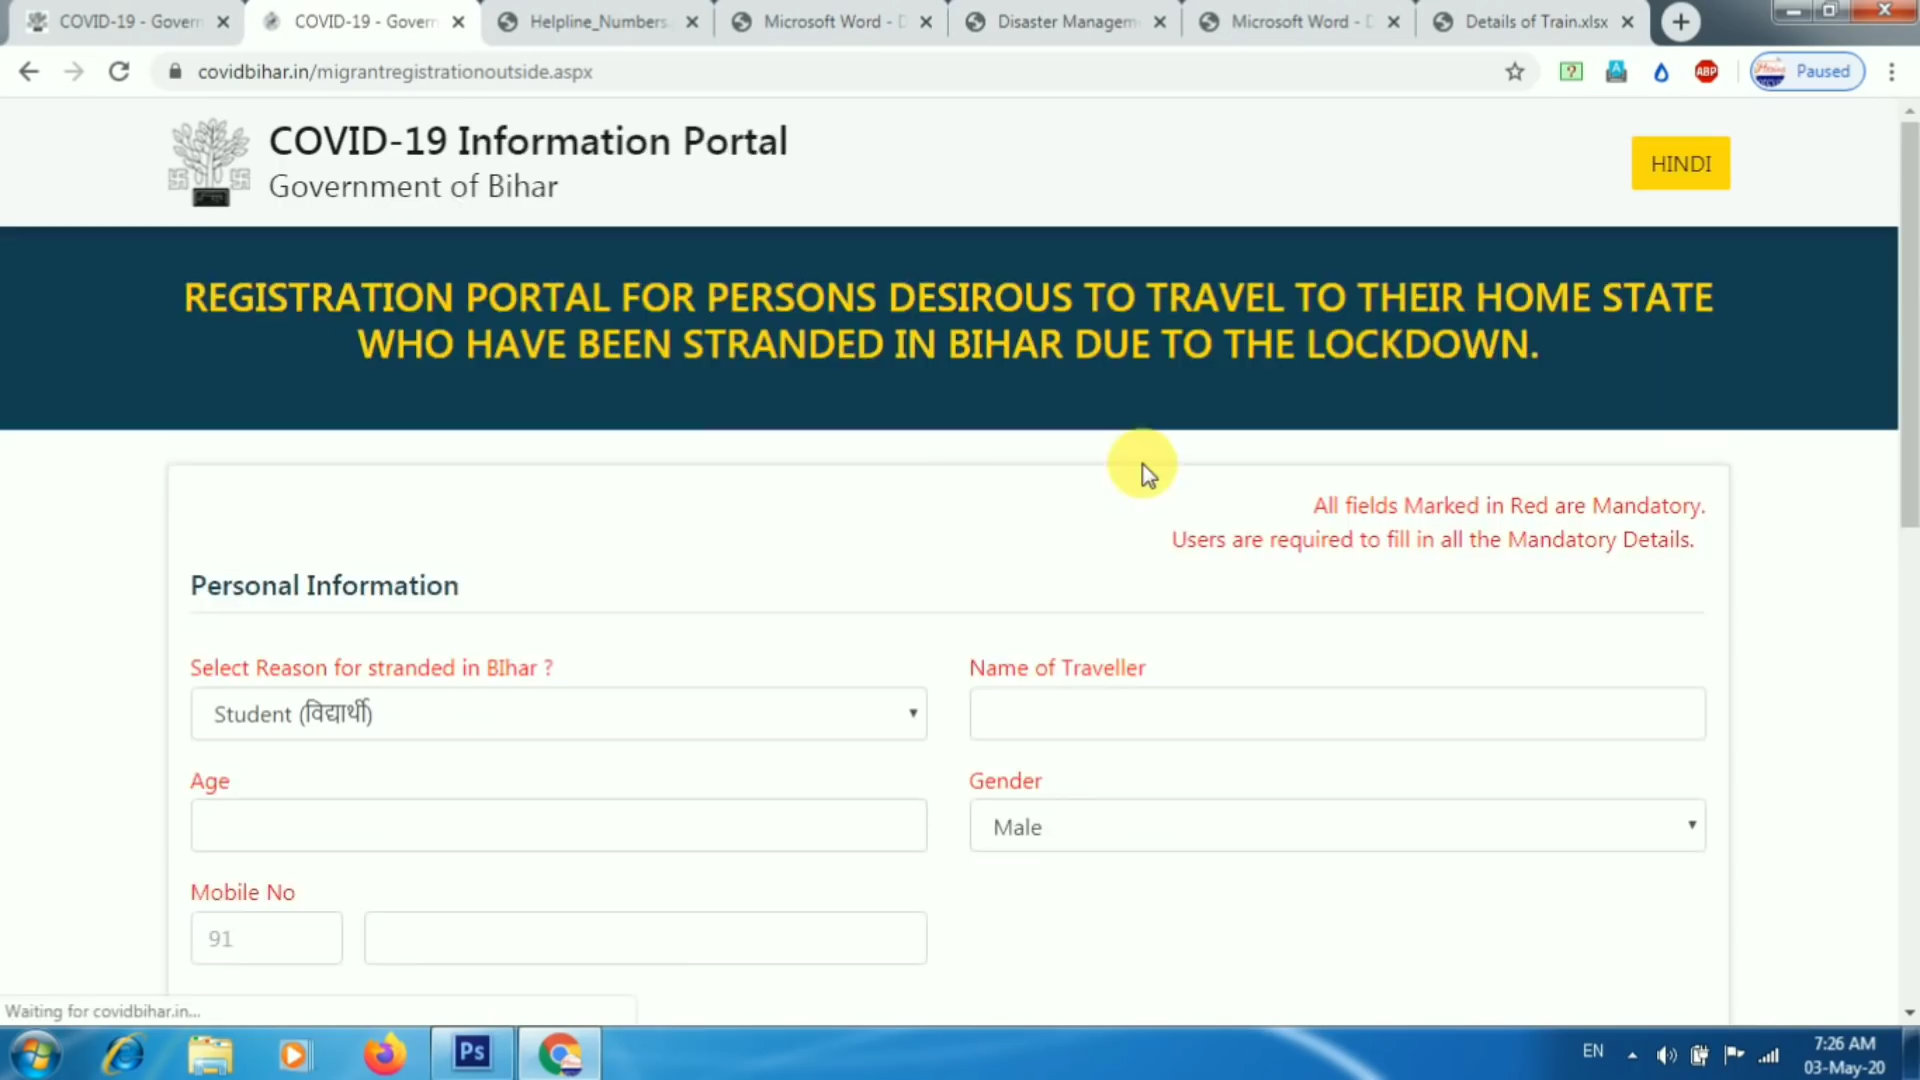 COVID-19 - Govern
COVID-19 - Govern
Helpline_Numbers
Microsoft Word - D
Disaster Managem
Microsoft Word - D
Details of Train.xlsx
covidbihar.in/migrantregistrationoutside.aspx
ABP
Paused
COVID-19 Information Portal
Government of Bihar
HINDI
REGISTRATION PORTAL FOR PERSONS DESIROUS TO TRAVEL TO THEIR HOME STATE
WHO HAVE BEEN STRANDED IN BIHAR DUE TO THE LOCKDOWN.
All fields Marked in Red are Mandatory.
Users are required to fill in all the Mandatory Details.
Personal Information
Select Reason for stranded in BIhar ?
Name of Traveller
Student (विद्यार्थी)
Age
Gender
Male
Mobile No
91
Waiting for covidbihar.in...
Ps
EN
7:26 AM
03-May-20